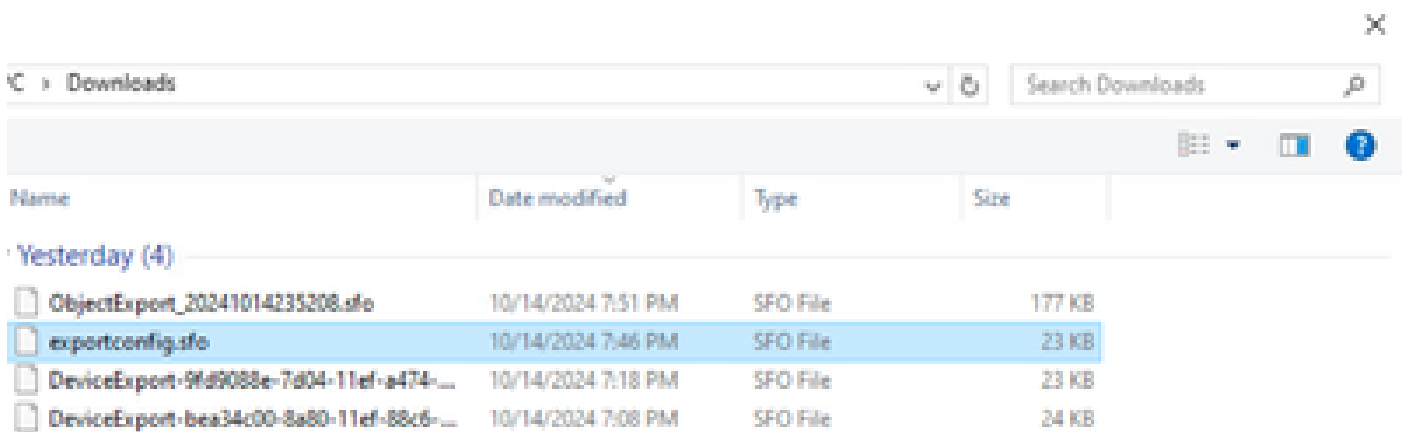 PC › Downloads
Search Downloads
Name Date modified Type Size
Yesterday (4)
ObjectExport_20241014235208.sfo 10/14/2024 7:51 PM SFO File 177 KB
exportconfig.sfo 10/14/2024 7:46 PM SFO File 23 KB
DeviceExport-9fd9088e-7d04-11ef-a474-... 10/14/2024 7:18 PM SFO File 23 KB
DeviceExport-bea34c00-8a80-11ef-88c6-... 10/14/2024 7:08 PM SFO File 24 KB